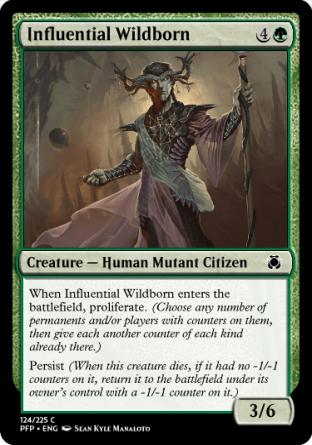 Influential Wildborn 4
Creature — Human Mutant Citizen
When Influential Wildborn enters the
battlefield, proliferate. (Choose any number of
permanents and/or players with counters on them,
then give each another counter of each kind
already there.)
Persist (When this creature dies, if it had no -1/-1
counters on it, return it to the battlefield under its
owner's control with a -1/-1 counter on it.)
3/6
124/225 C
PFP • ENG Sean Kyle Manaloto